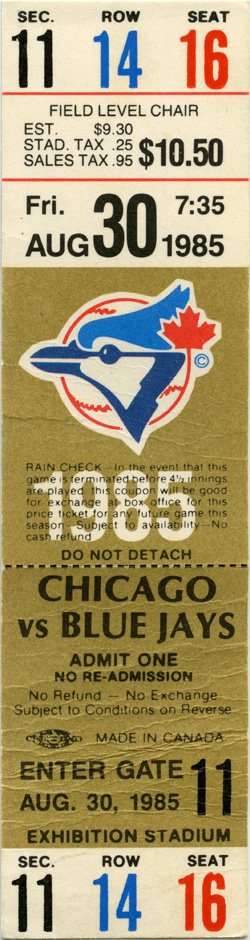 SEC. ROW SEAT
11 14 16
FIELD LEVEL CHAIR
EST. $9.30
STAD. TAX .25
SALES TAX .95 $10.50
Fri. 30 7:35
AUG 1985
©
1985
RAIN CHECK — In the event that this
game is terminated before 4½ innings
are played, this coupon will be good
for exchange at box office for this
price ticket for any future game this
season — Subject to availability — No
cash refund
DO NOT DETACH
CHICAGO
vs BLUE JAYS
ADMIT ONE
NO RE-ADMISSION
No Refund — No Exchange
Subject to Conditions on Reverse
MADE IN CANADA
ENTER GATE 11
AUG. 30, 1985
EXHIBITION STADIUM
SEC. ROW SEAT
11 14 16